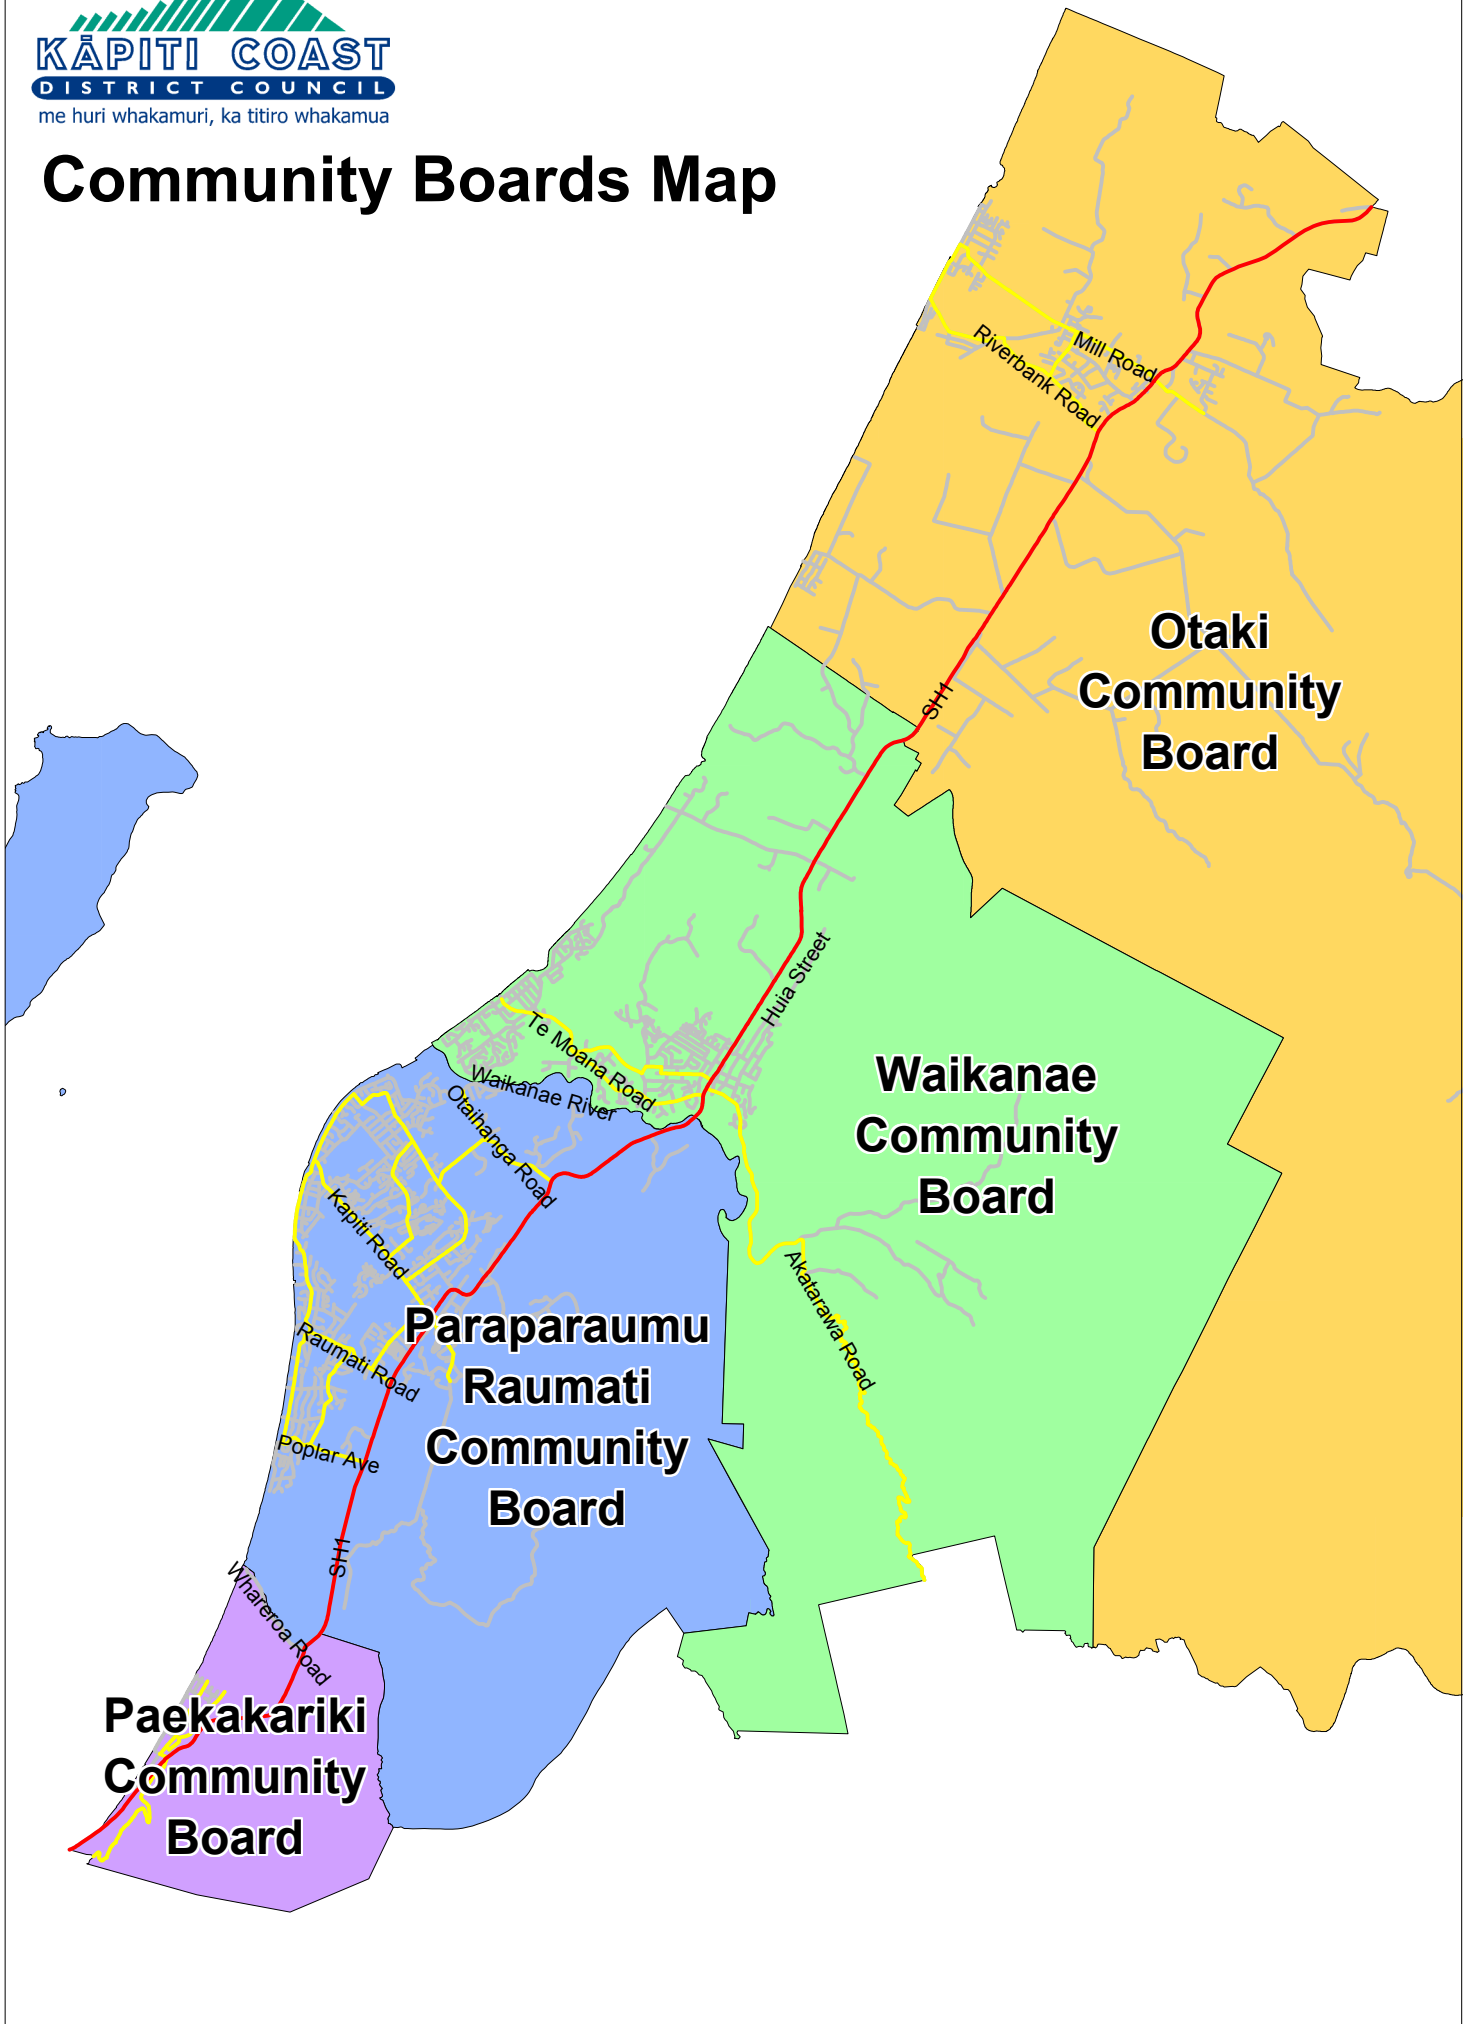 KĀPITI COAST
DISTRICT COUNCIL
me huri whakamuri, ka titiro whakamua
Community Boards Map
Mill Road
Riverbank Road
Otaki
Community
Board
SH1
Huia Street
Te Moana Road
Waikanae River
Otaihanga Road
Waikanae
Community
Board
Kapiti Road
Akatarawa Road
Paraparaumu
Raumati
Community
Board
Raumati Road
Poplar Ave
SH1
Whareroa Road
Paekakariki
Community
Board